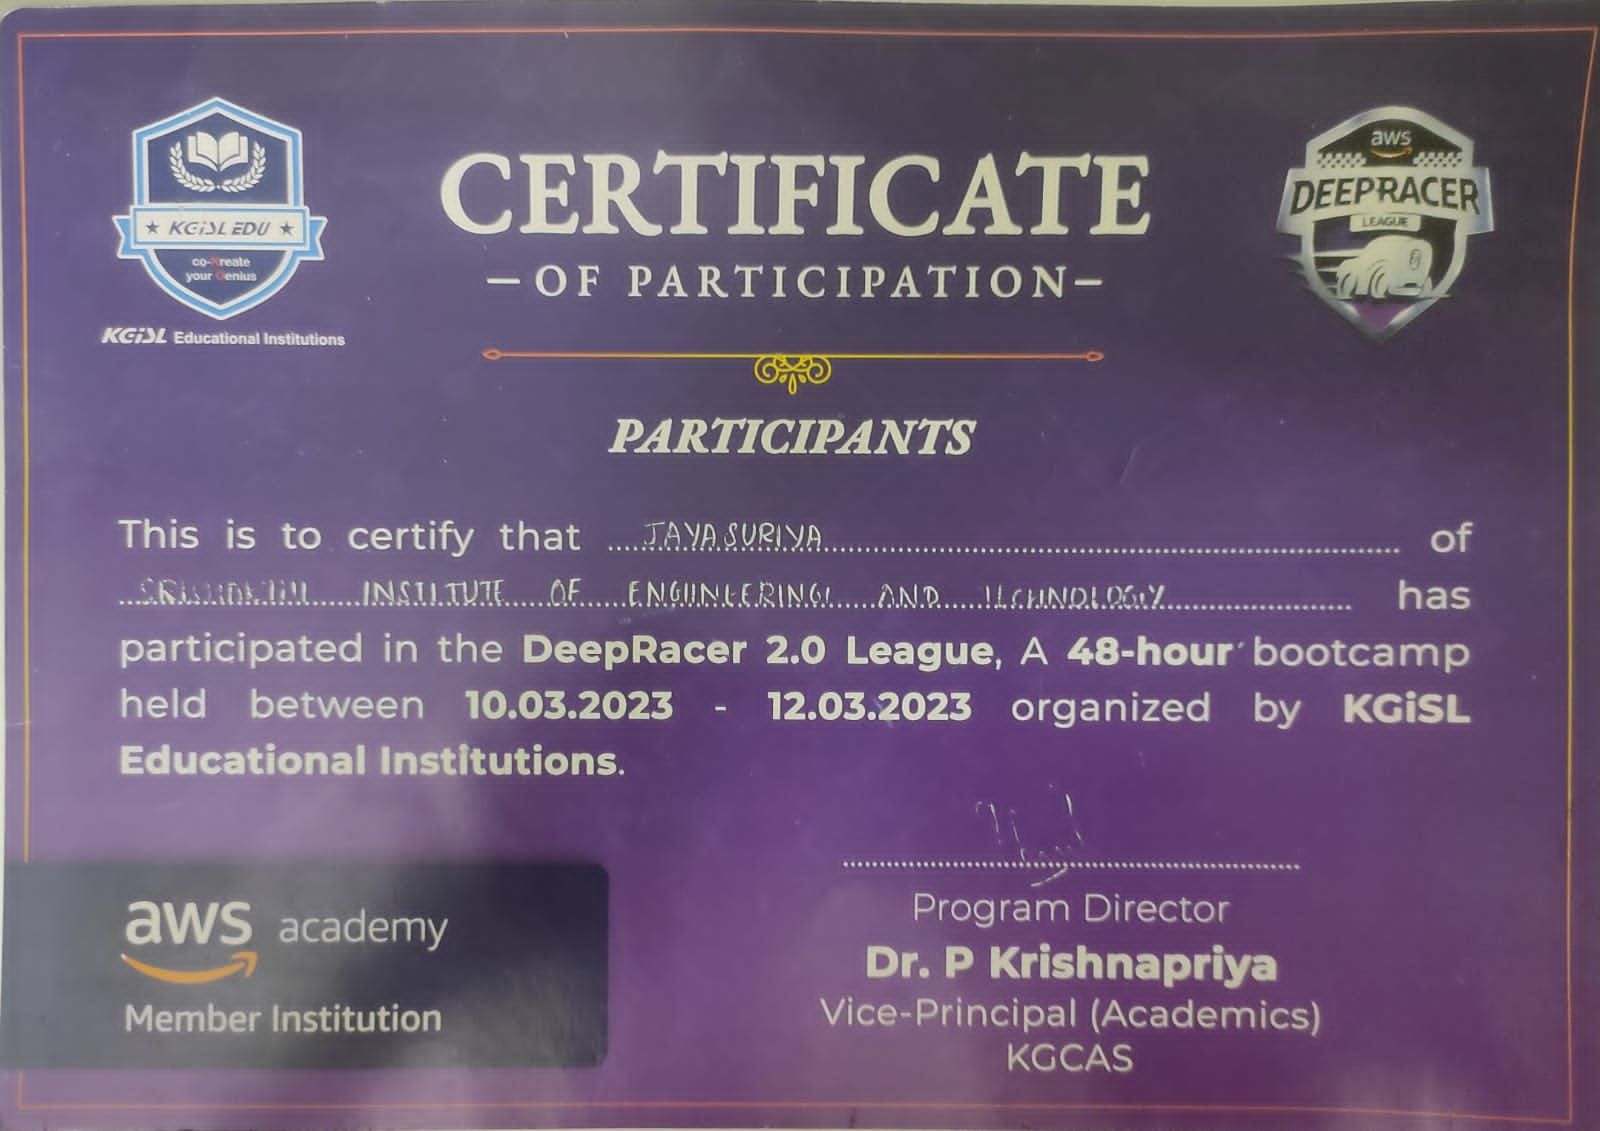 KGiSL EDU
co-Kreate
your Genius
KGiSL Educational Institutions
CERTIFICATE
OF PARTICIPATION
aws
DEEPRACER
LEAGUE
PARTICIPANTS
This is to certify that JAYASURIYA of
INSTITUTE OF ENGINEERING AND TECHNOLOGY has
participated in the DeepRacer 2.0 League, A 48-hour bootcamp
held between 10.03.2023 - 12.03.2023 organized by KGiSL
Educational Institutions.
aws academy
Member Institution
Program Director
Dr. P Krishnapriya
Vice-Principal (Academics)
KGCAS